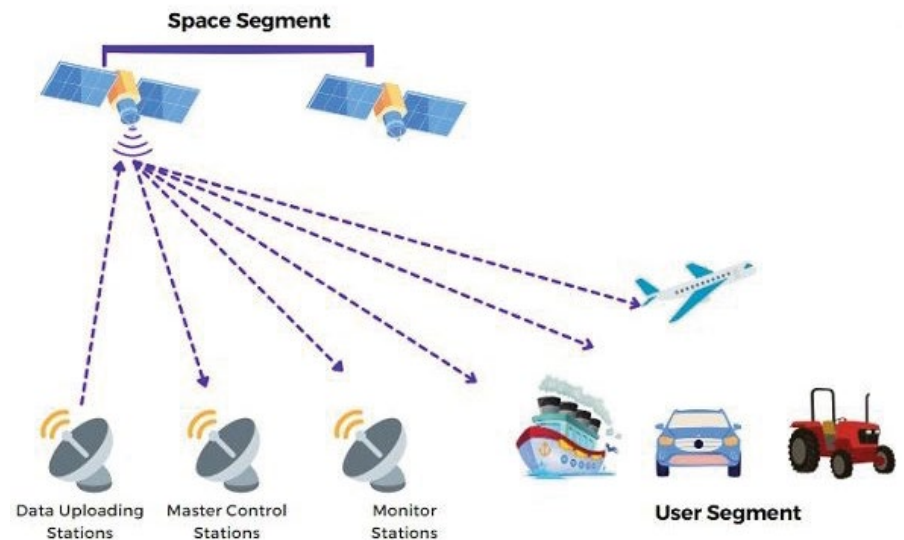 Space Segment
Data Uploading
Stations
Master Control
Stations
Monitor
Stations
User Segment